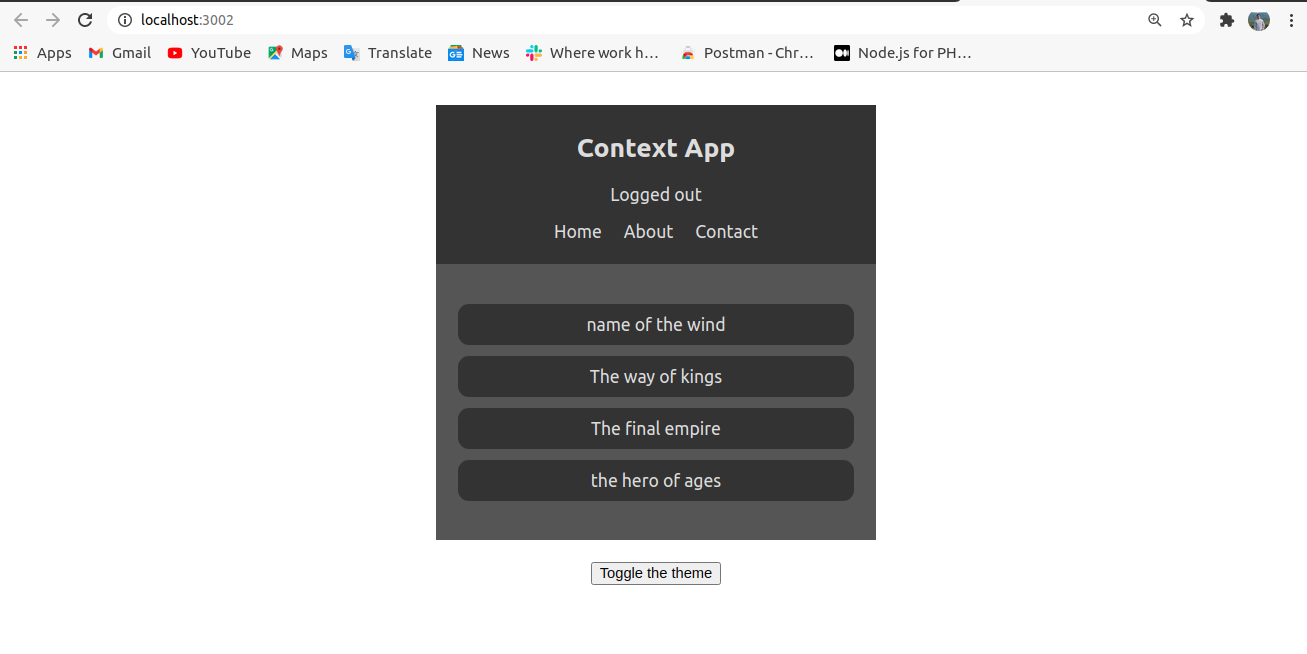 localhost:3002
Apps Gmail YouTube Maps Translate News Where work h... Postman - Chr... Node.js for PH...
Context App
Logged out
Home About Contact
name of the wind
The way of kings
The final empire
the hero of ages
Toggle the theme